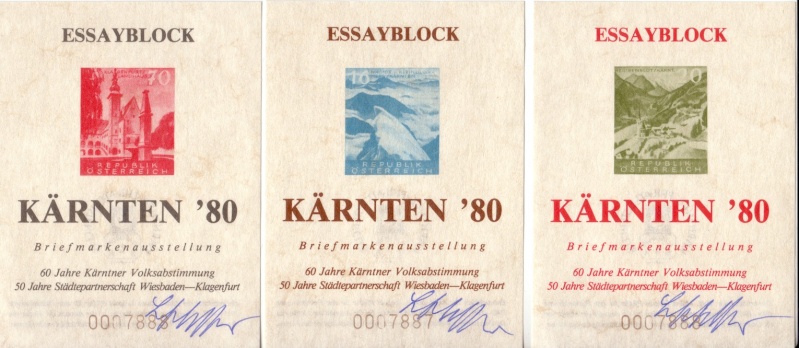 ESSAYBLOCK
70
REPUBLIK
ÖSTERREICH
KÄRNTEN ’80
Briefmarkenausstellung
60 Jahre Kärntner Volksabstimmung
50 Jahre Städtepartnerschaft Wiesbaden—Klagenfurt
ESSAYBLOCK
10
REPUBLIK
ÖSTERREICH
KÄRNTEN ’80
Briefmarkenausstellung
60 Jahre Kärntner Volksabstimmung
50 Jahre Städtepartnerschaft Wiesbaden—Klagenfurt
0007887
ESSAYBLOCK
REPUBLIK
ÖSTERREICH
KÄRNTEN ’80
Briefmarkenausstellung
60 Jahre Kärntner Volksabstimmung
50 Jahre Städtepartnerschaft Wiesbaden—Klagenfurt